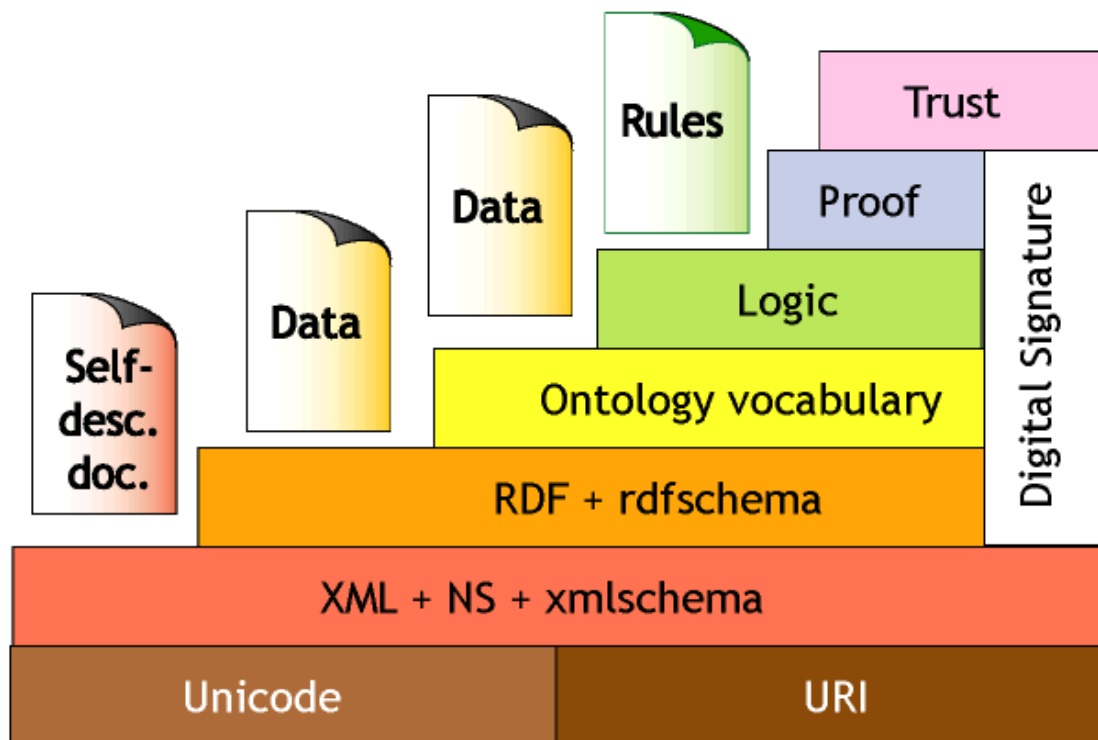 Trust
Rules
Proof
Data
Logic
Data
Digital Signature
Self-
desc.
doc.
Ontology vocabulary
RDF + rdfschema
XML + NS + xmlschema
Unicode
URI